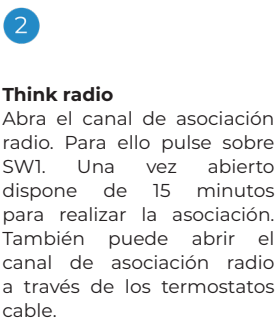 2
Think radio
Abra el canal de asociación
radio. Para ello pulse sobre
SW1. Una vez abierto
dispone de 15 minutos
para realizar la asociación.
También puede abrir el
canal de asociación radio
a través de los termostatos
cable.